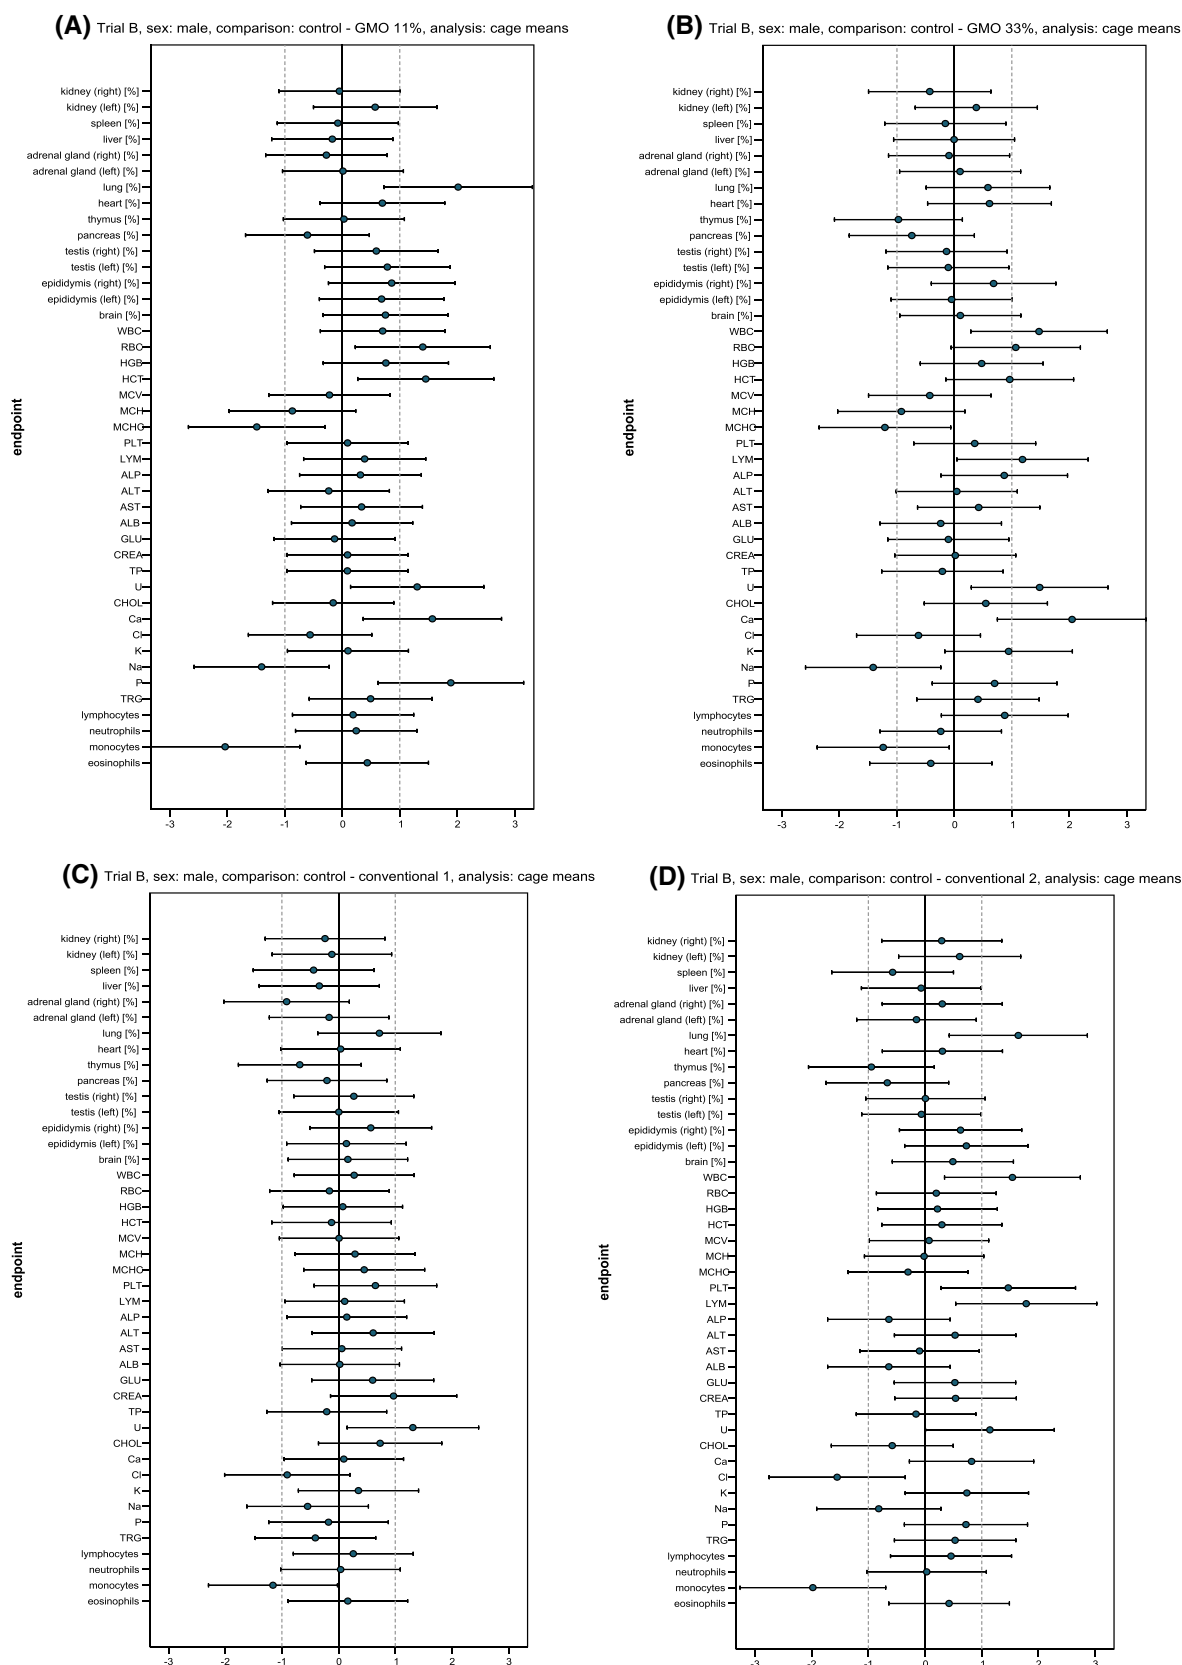 (A) Trial B, sex: male, comparison: control - GMO 11%, analysis: cage means
endpoint
kidney (right) [%]
kidney (left) [%]
spleen [%]
liver [%]
adrenal gland (right) [%]
adrenal gland (left) [%]
lung [%]
heart [%]
thymus [%]
pancreas [%]
testis (right) [%]
testis (left) [%]
epididymis (right) [%]
epididymis (left) [%]
brain [%]
WBC
RBC
HGB
HCT
MCV
MCH
MCHC
PLT
LYM
ALP
ALT
AST
ALB
GLU
CREA
TP
U
CHOL
Ca
Cl
K
Na
P
TRG
lymphocytes
neutrophils
monocytes
eosinophils
-3 -2 -1 0 1 2 3
(B) Trial B, sex: male, comparison: control - GMO 33%, analysis: cage means
endpoint
kidney (right) [%]
kidney (left) [%]
spleen [%]
liver [%]
adrenal gland (right) [%]
adrenal gland (left) [%]
lung [%]
heart [%]
thymus [%]
pancreas [%]
testis (right) [%]
testis (left) [%]
epididymis (right) [%]
epididymis (left) [%]
brain [%]
WBC
RBC
HGB
HCT
MCV
MCH
MCHC
PLT
LYM
ALP
ALT
AST
ALB
GLU
CREA
TP
U
CHOL
Ca
Cl
K
Na
P
TRG
lymphocytes
neutrophils
monocytes
eosinophils
-3 -2 -1 0 1 2 3
(C) Trial B, sex: male, comparison: control - conventional 1, analysis: cage means
endpoint
kidney (right) [%]
kidney (left) [%]
spleen [%]
liver [%]
adrenal gland (right) [%]
adrenal gland (left) [%]
lung [%]
heart [%]
thymus [%]
pancreas [%]
testis (right) [%]
testis (left) [%]
epididymis (right) [%]
epididymis (left) [%]
brain [%]
WBC
RBC
HGB
HCT
MCV
MCH
MCHC
PLT
LYM
ALP
ALT
AST
ALB
GLU
CREA
TP
U
CHOL
Ca
Cl
K
Na
P
TRG
lymphocytes
neutrophils
monocytes
eosinophils
-3 -2 -1 0 1 2 3
(D) Trial B, sex: male, comparison: control - conventional 2, analysis: cage means
endpoint
kidney (right) [%]
kidney (left) [%]
spleen [%]
liver [%]
adrenal gland (right) [%]
adrenal gland (left) [%]
lung [%]
heart [%]
thymus [%]
pancreas [%]
testis (right) [%]
testis (left) [%]
epididymis (right) [%]
epididymis (left) [%]
brain [%]
WBC
RBC
HGB
HCT
MCV
MCH
MCHC
PLT
LYM
ALP
ALT
AST
ALB
GLU
CREA
TP
U
CHOL
Ca
Cl
K
Na
P
TRG
lymphocytes
neutrophils
monocytes
eosinophils
-3 -2 -1 0 1 2 3